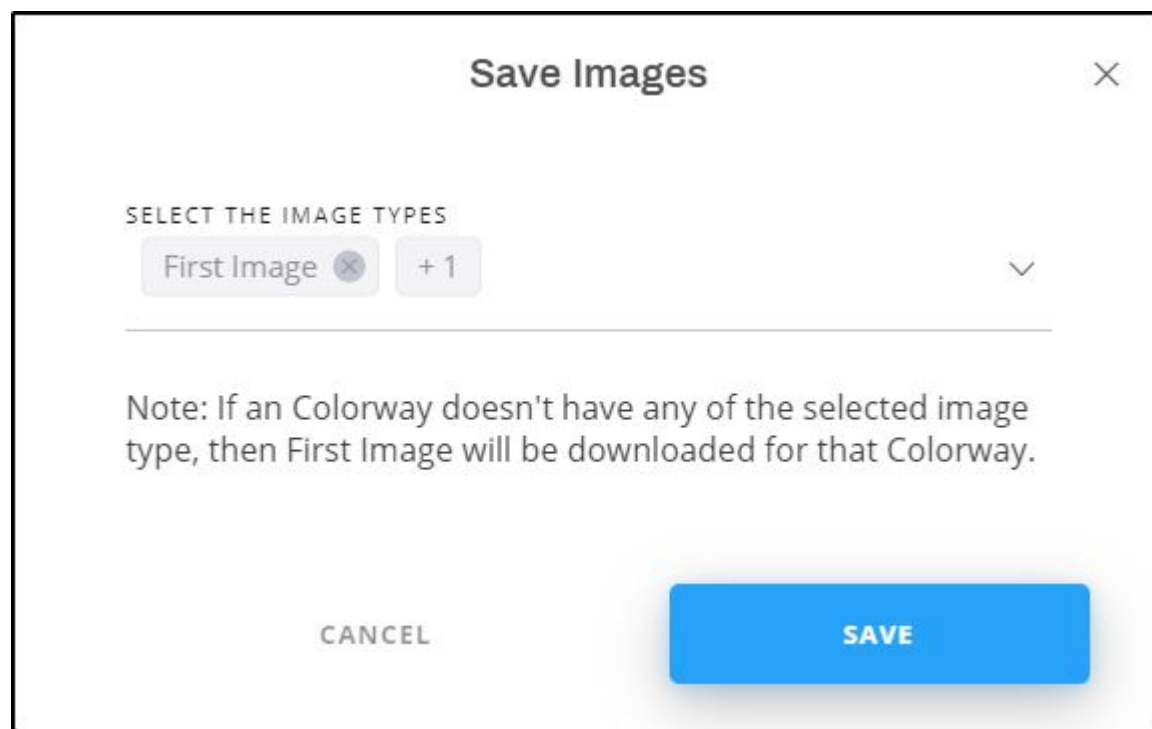 Save Images
SELECT THE IMAGE TYPES
First Image + 1
Note: If an Colorway doesn't have any of the selected image
type, then First Image will be downloaded for that Colorway.
CANCEL SAVE